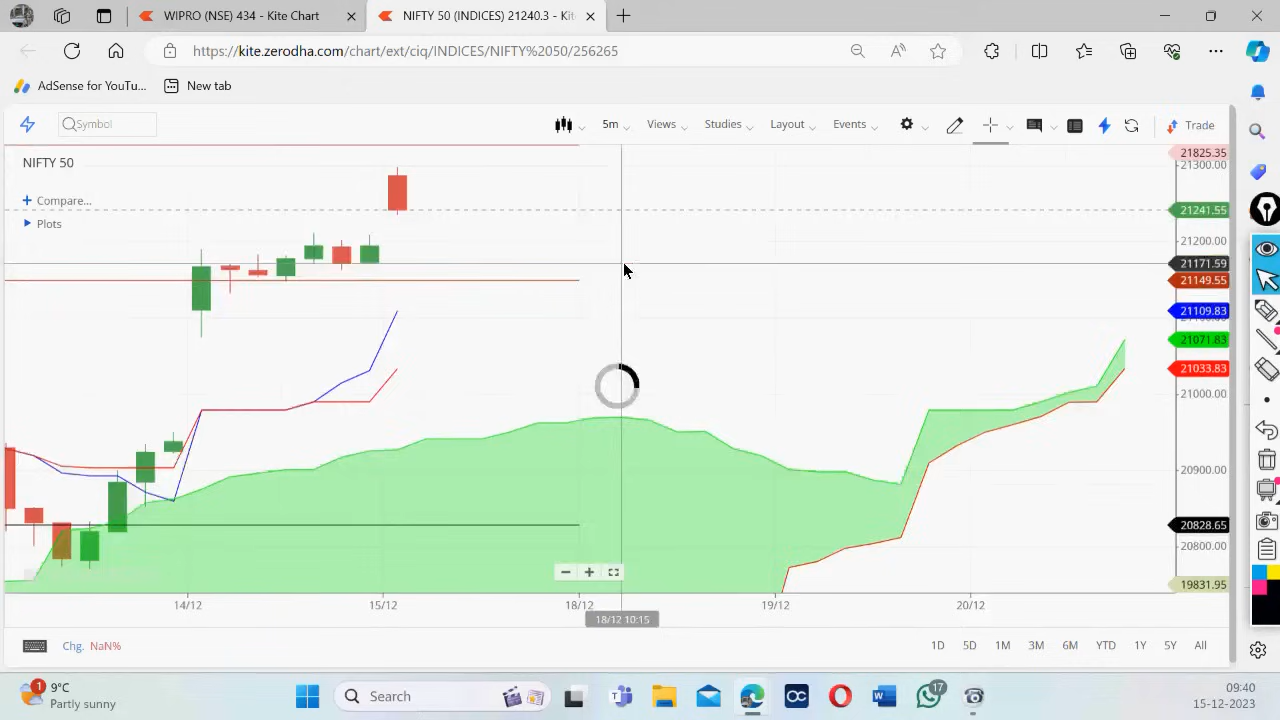 WIPRO (NSE) 434 - Kite Chart
NIFTY 50 (INDICES) 21240.3 - Kit
https://kite.zerodha.com/chart/ext/ciq/INDICES/NIFTY%2050/256265
AdSense for YouTu...
New tab
Symbol
5m
Views
Studies
Layout
Events
Trade
NIFTY 50
Compare...
Plots
21825.35
21300.00
21241.55
21200.00
21171.59
21149.55
21109.83
21071.83
21033.83
21000.00
20900.00
20828.65
20800.00
19831.95
14/12
15/12
18/12
19/12
20/12
18/12 10:15
Chg. NaN%
1D
5D
1M
3M
6M
YTD
1Y
5Y
All
1
9°C
Partly sunny
Search
17
09:40
15-12-2023